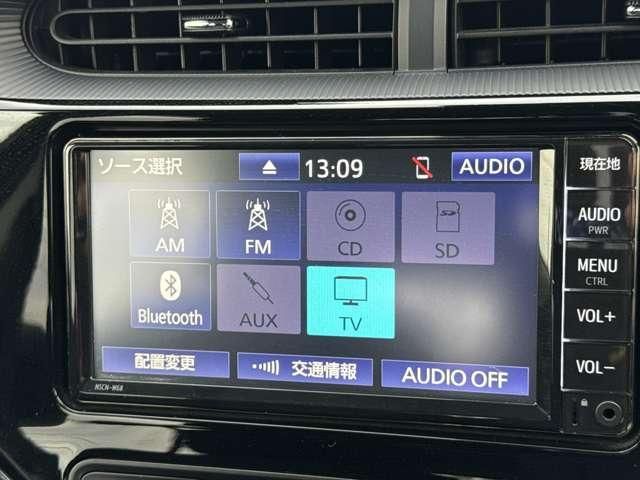 ソース選択 13:09 AUDIO
AM FM CD SD
Bluetooth AUX TV
配置変更 交通情報 AUDIO OFF
NSCN-W68
現在地
AUDIO
PWR
MENU
CTRL
VOL+
VOL-